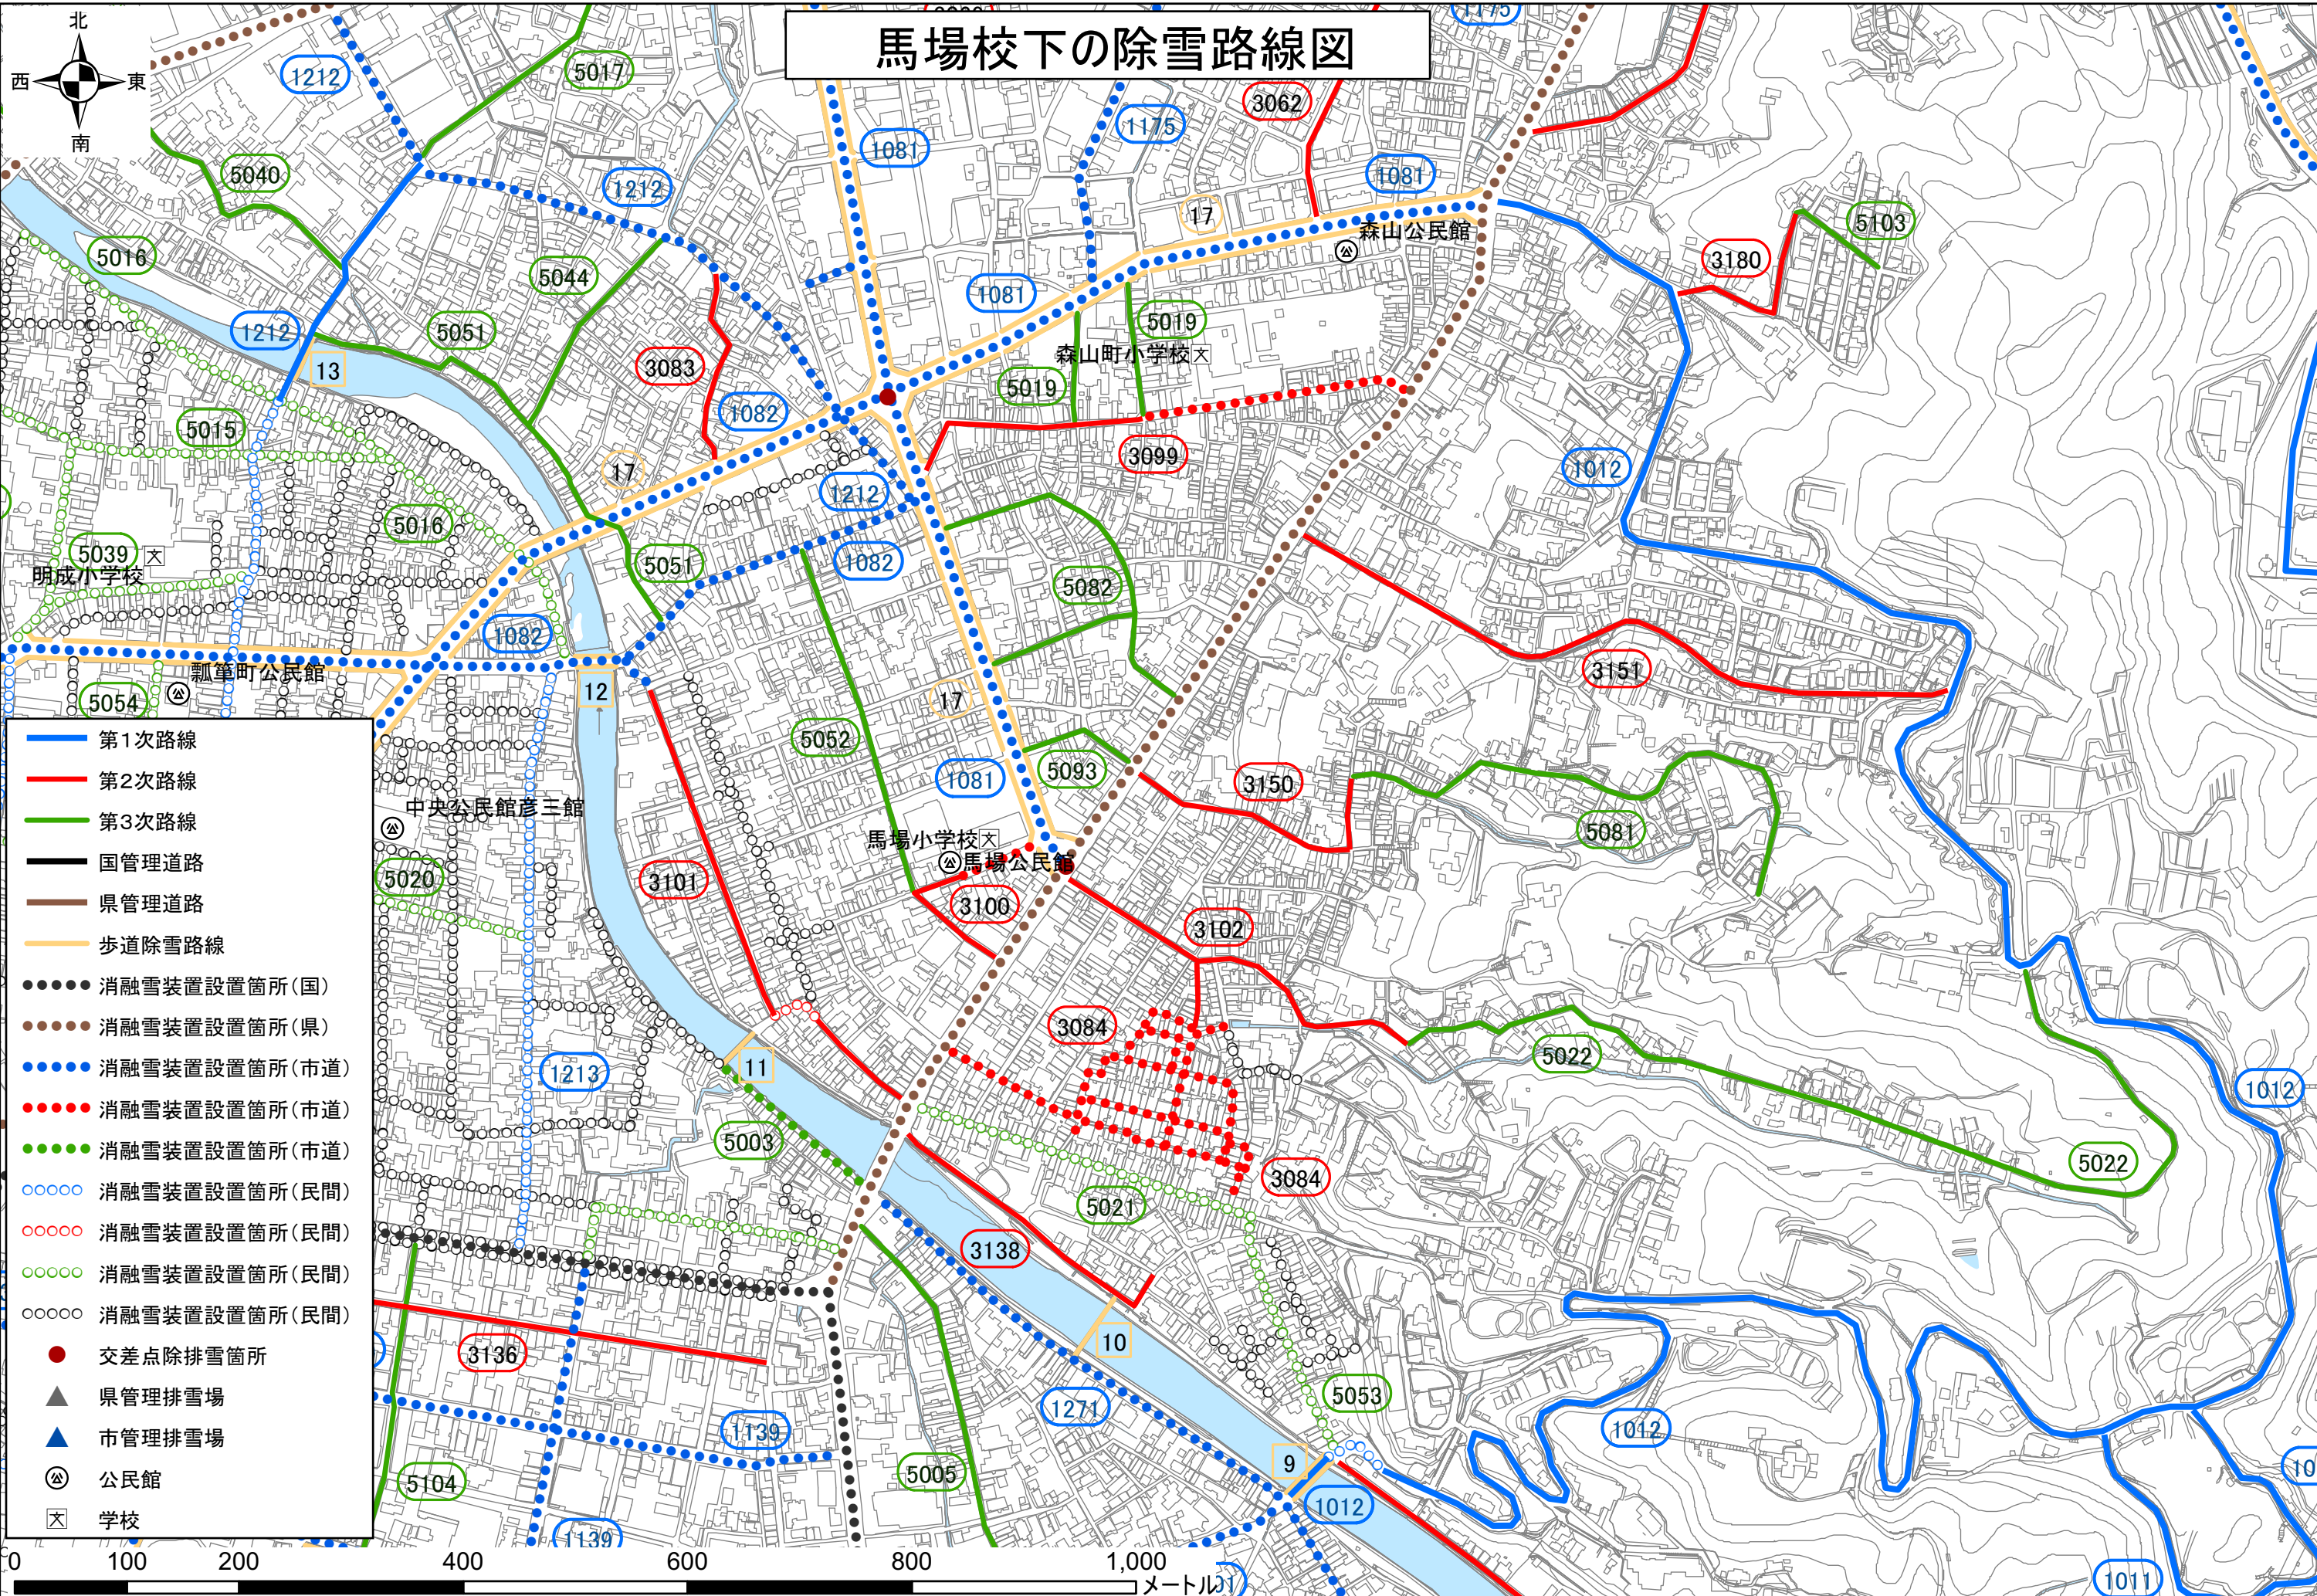 馬場校下の除雪路線図
北
西
東
南
1212
5017
1175
3062
1081
1175
1081
5040
1212
17
森山公民館
5103
5016
5044
3180
1081
5019
1212
5051
13
3083
森山町小学校
文
5019
1082
5015
3099
17
1212
1012
5016
5039
文
明成小学校
5051
1082
5082
1082
瓢箪町公民館
3151
5054
12
17
5052
5093
1081
3150
中央公民館彦三館
5081
馬場小学校
文
馬場公民館
5020
3101
3100
3102
3084
5022
11
1213
1012
5003
5022
3084
5021
3138
10
3136
5053
1271
1012
1139
9
5104
5005
1012
10
1139
1011
01
第1次路線
第2次路線
第3次路線
国管理道路
県管理道路
歩道除雪路線
消融雪装置設置箇所(国)
消融雪装置設置箇所(県)
消融雪装置設置箇所(市道)
消融雪装置設置箇所(市道)
消融雪装置設置箇所(市道)
消融雪装置設置箇所(民間)
消融雪装置設置箇所(民間)
消融雪装置設置箇所(民間)
消融雪装置設置箇所(民間)
交差点除排雪箇所
県管理排雪場
市管理排雪場
公民館
文 学校
0 100 200 400 600 800 1,000
メートル